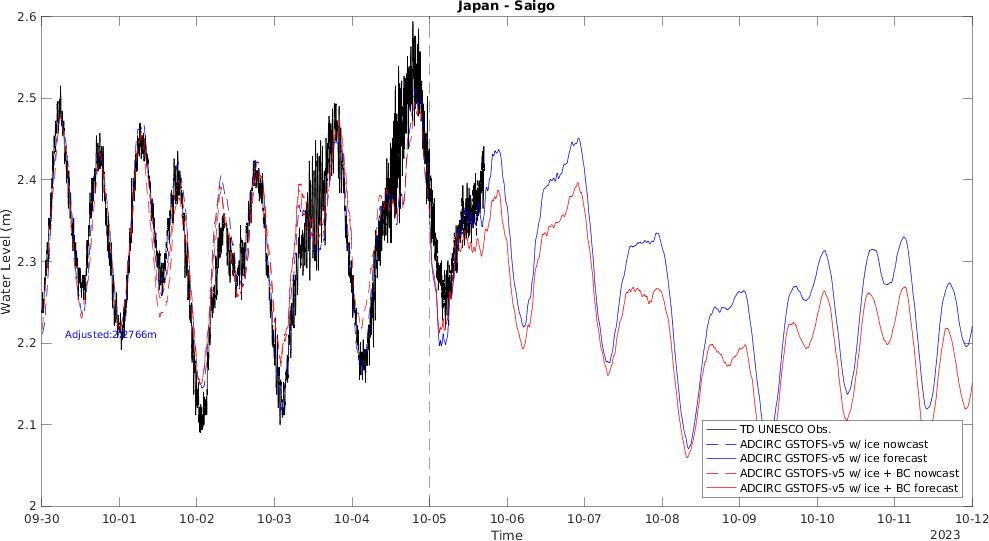 Japan - Saigo
2.6
2.5
2.4
2.3
2.2
2.1
2
Water Level (m)
Adjusted:2.2766m
09-30
10-01
10-02
10-03
10-04
10-05
10-06
10-07
10-08
10-09
10-10
10-11
10-12
Time
2023
TD UNESCO Obs.
ADCIRC GSTOFS-v5 w/ ice nowcast
ADCIRC GSTOFS-v5 w/ ice forecast
ADCIRC GSTOFS-v5 w/ ice + BC nowcast
ADCIRC GSTOFS-v5 w/ ice + BC forecast